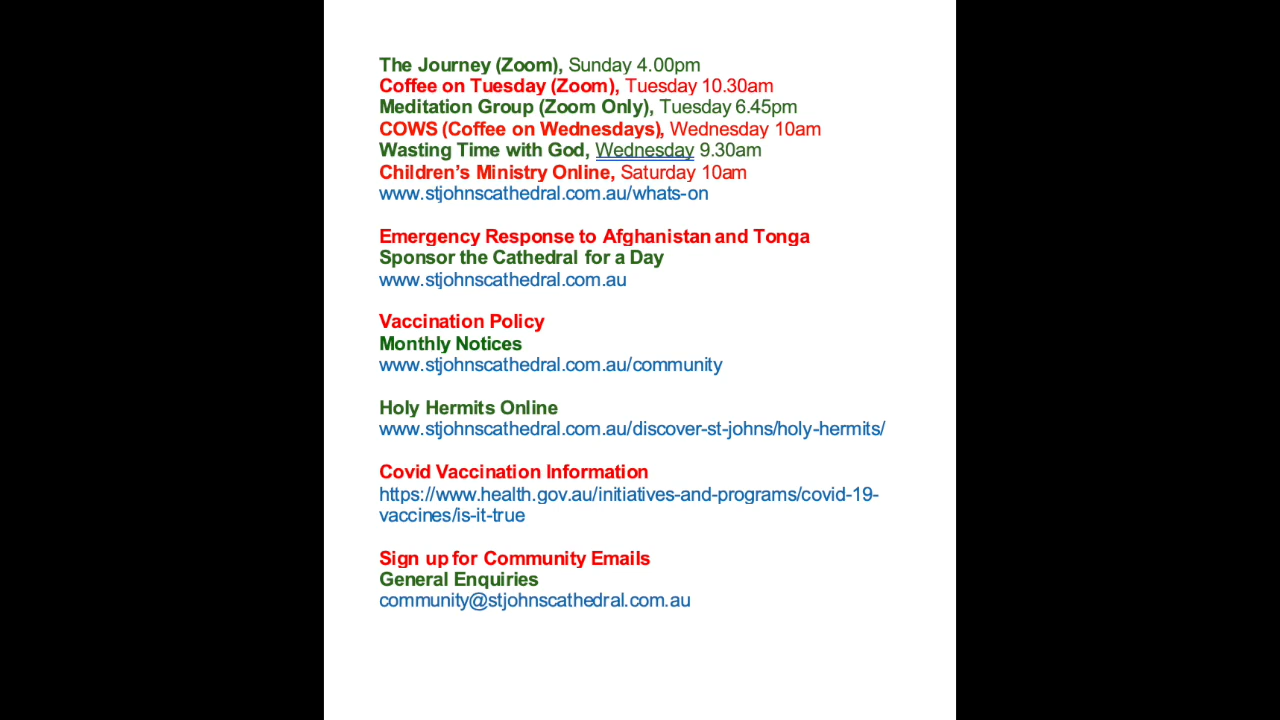 The Journey (Zoom), Sunday 4.00pm
Coffee on Tuesday (Zoom), Tuesday 10.30am
Meditation Group (Zoom Only), Tuesday 6.45pm
COWS (Coffee on Wednesdays), Wednesday 10am
Wasting Time with God, Wednesday 9.30am
Children’s Ministry Online, Saturday 10am
www.stjohnscathedral.com.au/whats-on
Emergency Response to Afghanistan and Tonga
Sponsor the Cathedral for a Day
www.stjohnscathedral.com.au
Vaccination Policy
Monthly Notices
www.stjohnscathedral.com.au/community
Holy Hermits Online
www.stjohnscathedral.com.au/discover-st-johns/holy-hermits/
Covid Vaccination Information
https://www.health.gov.au/initiatives-and-programs/covid-19-
vaccines/is-it-true
Sign up for Community Emails
General Enquiries
community@stjohnscathedral.com.au